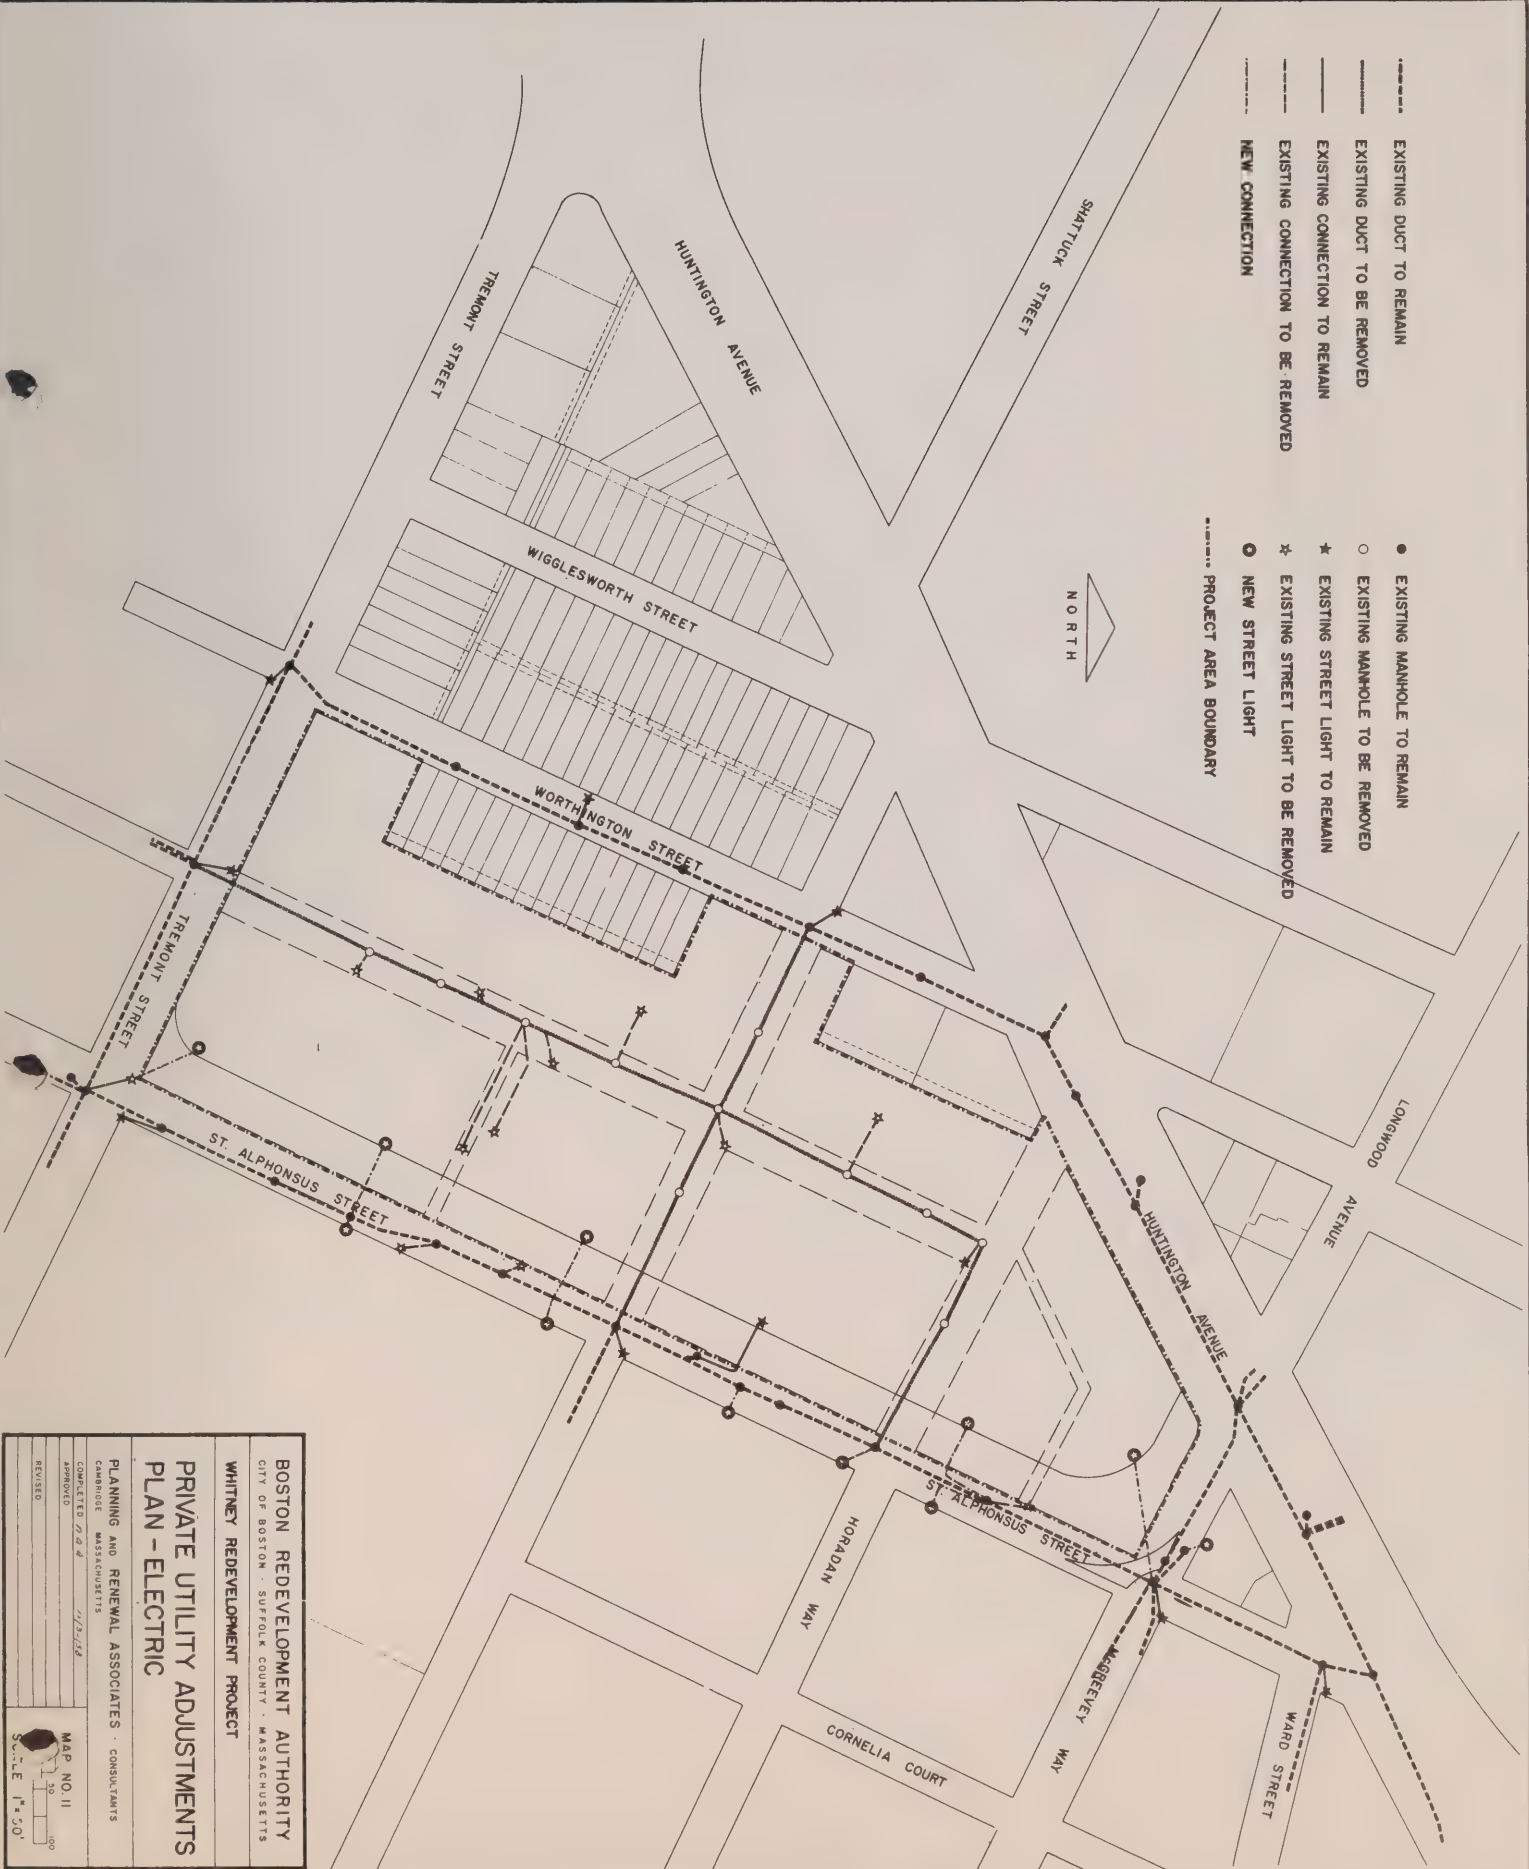 EXISTING DUCT TO REMAIN
EXISTING DUCT TO BE REMOVED
EXISTING CONNECTION TO REMAIN
EXISTING CONNECTION TO BE REMOVED
NEW CONNECTION
EXISTING MANHOLE TO REMAIN
EXISTING MANHOLE TO BE REMOVED
EXISTING STREET LIGHT TO REMAIN
EXISTING STREET LIGHT TO BE REMOVED
NEW STREET LIGHT
PROJECT AREA BOUNDARY
NORTH
SHATTUCK STREET
HUNTINGTON AVENUE
TREMONT STREET
WIGGLESWORTH STREET
WORTHINGTON STREET
LONGWOOD AVENUE
HUNTINGTON AVENUE
TREMONT STREET
ST. ALPHONSUS STREET
ST. ALPHONSUS STREET
HORADAN WAY
McGREEVEY WAY
WARD STREET
CORNELIA COURT
BOSTON REDEVELOPMENT AUTHORITY
CITY OF BOSTON · SUFFOLK COUNTY · MASSACHUSETTS
WHITNEY REDEVELOPMENT PROJECT
PRIVATE UTILITY ADJUSTMENTS
PLAN - ELECTRIC
PLANNING AND RENEWAL ASSOCIATES · CONSULTANTS
CAMBRIDGE MASSACHUSETTS
COMPLETED
APPROVED
REVISED
MAP NO. 11
50 100
1"=50'